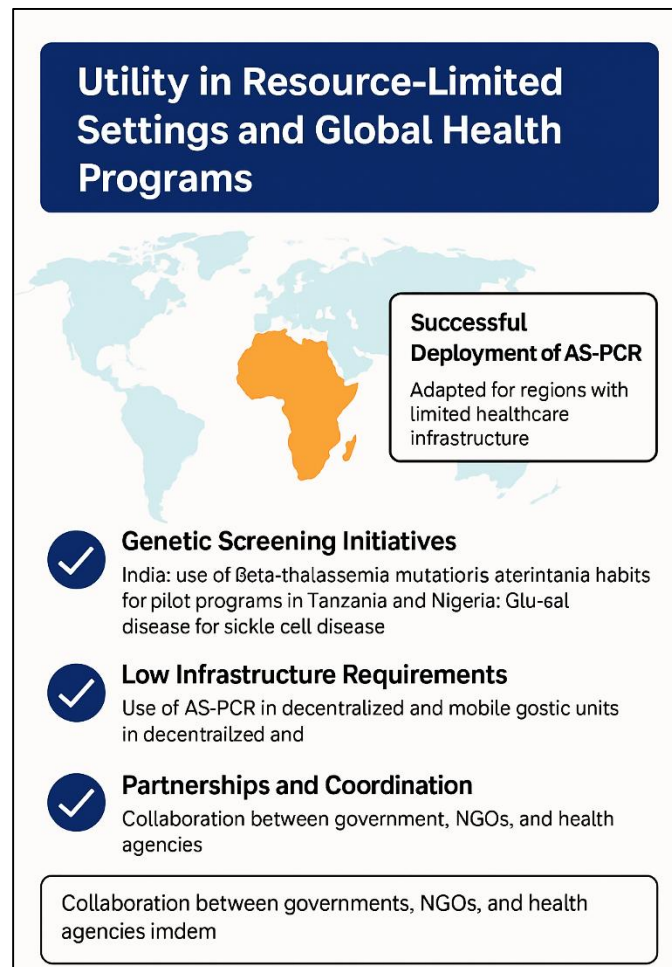 Utility in Resource-Limited
Settings and Global Health
Programs
Successful
Deployment of AS-PCR
Adapted for regions with
limited healthcare
infrastructure
Genetic Screening Initiatives
India: use of Beta-thalassemia mutatioris aterintania habits
for pilot programs in Tanzania and Nigeria: Glu-6al
disease for sickle cell disease
Low Infrastructure Requirements
Use of AS-PCR in decentralized and mobile gostic units
in decentrailzed and
Partnerships and Coordination
Collaboration between government, NGOs, and health
agencies
Collaboration between governments, NGOs, and health
agencies imdem